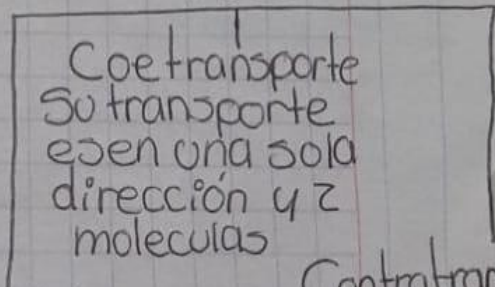 Coetransporte
So transporte
esen una sola
dirección y 2
moleculas